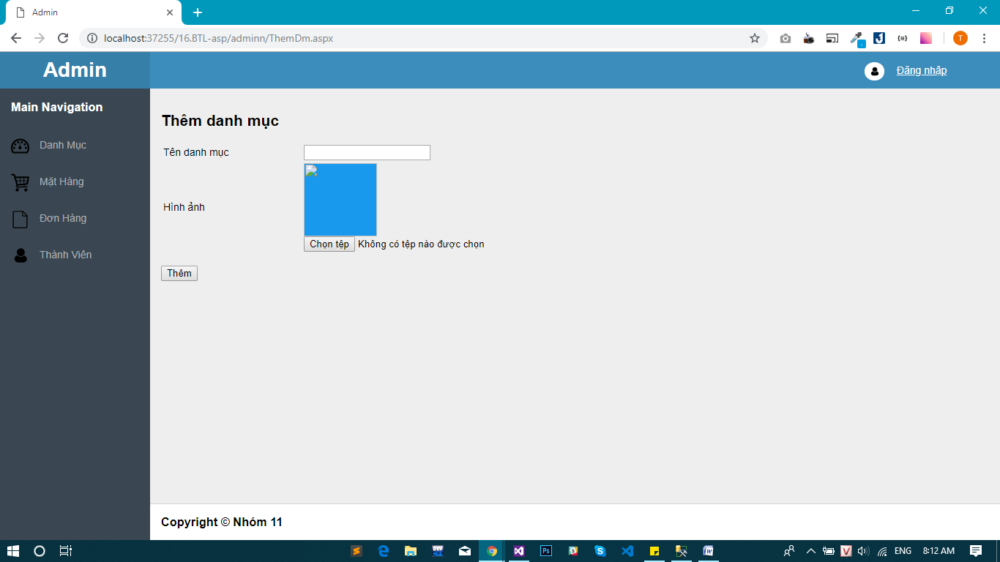 Admin
localhost:37255/16.BTL-asp/adminn/ThemDm.aspx
T
Admin
Đăng nhập
Main Navigation
Danh Mục
Mặt Hàng
Đơn Hàng
Thành Viên
Thêm danh mục
Tên danh mục
Hình ảnh
Chọn tệp Không có tệp nào được chọn
Thêm
Copyright © Nhóm 11
ENG 8:12 AM